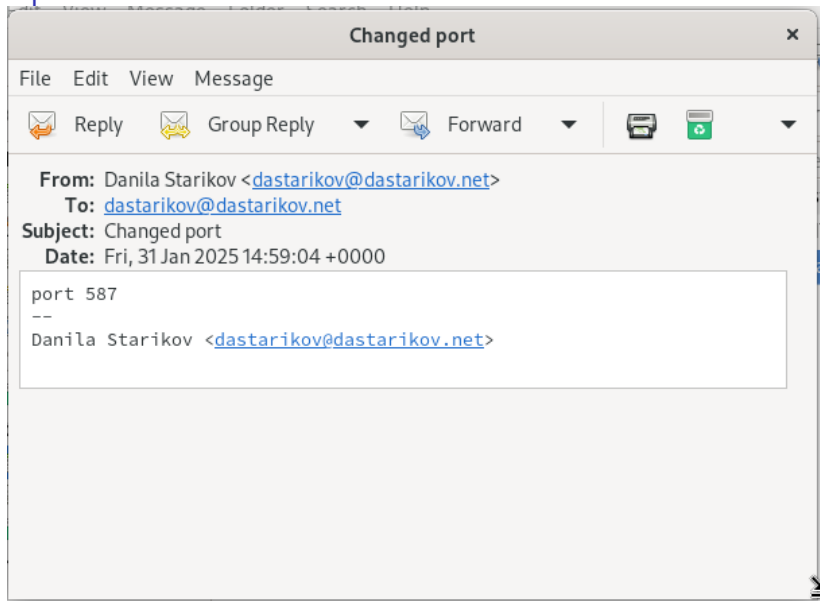 Changed port
File Edit View Message
Reply Group Reply Forward
From: Danila Starikov <dastarikov@dastarikov.net>
To: dastarikov@dastarikov.net
Subject: Changed port
Date: Fri, 31 Jan 2025 14:59:04 +0000
port 587
--
Danila Starikov <dastarikov@dastarikov.net>